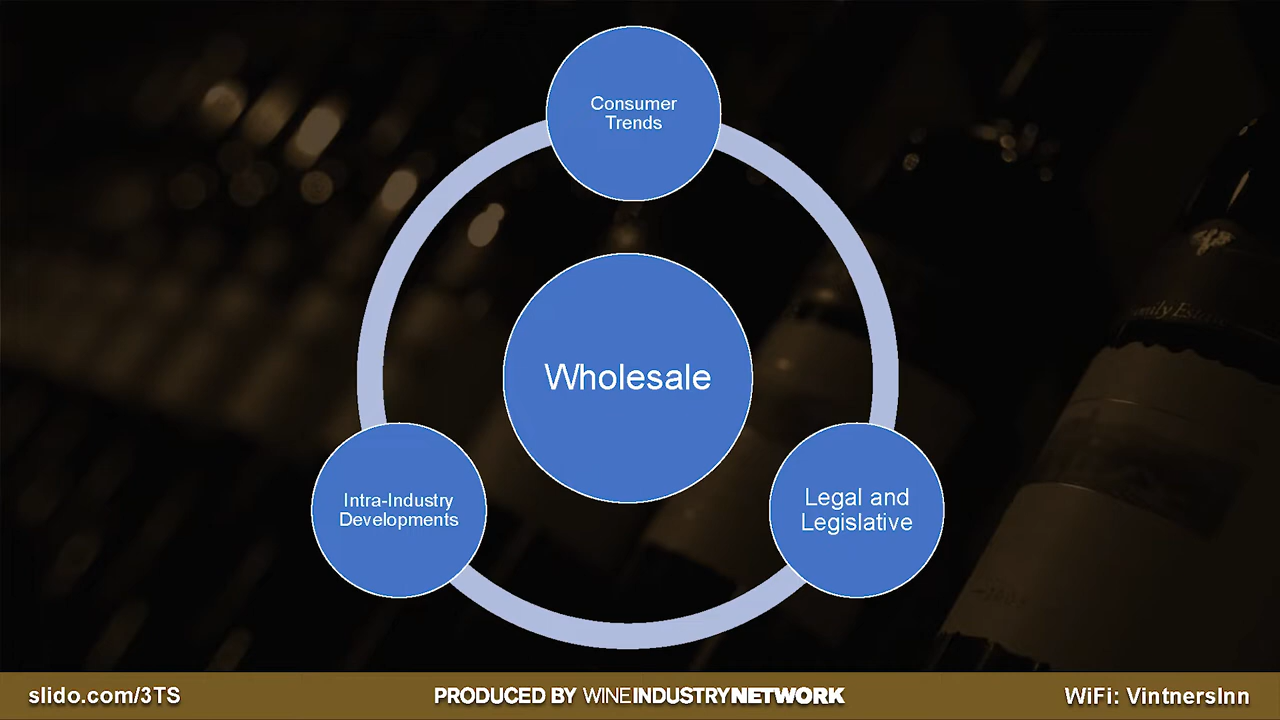 Consumer
Trends
Wholesale
Intra-Industry
Developments
Legal and
Legislative
slido.com/3TS
PRODUCED BY WINEINDUSTRYNETWORK
WiFi: VintnersInn